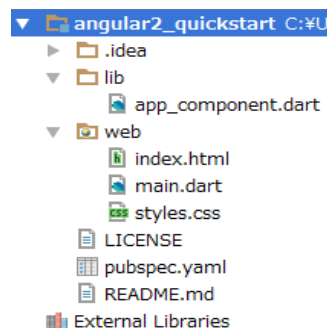 angular2_quickstart C:¥U
.idea
lib
app_component.dart
web
index.html
main.dart
styles.css
LICENSE
pubspec.yaml
README.md
External Libraries